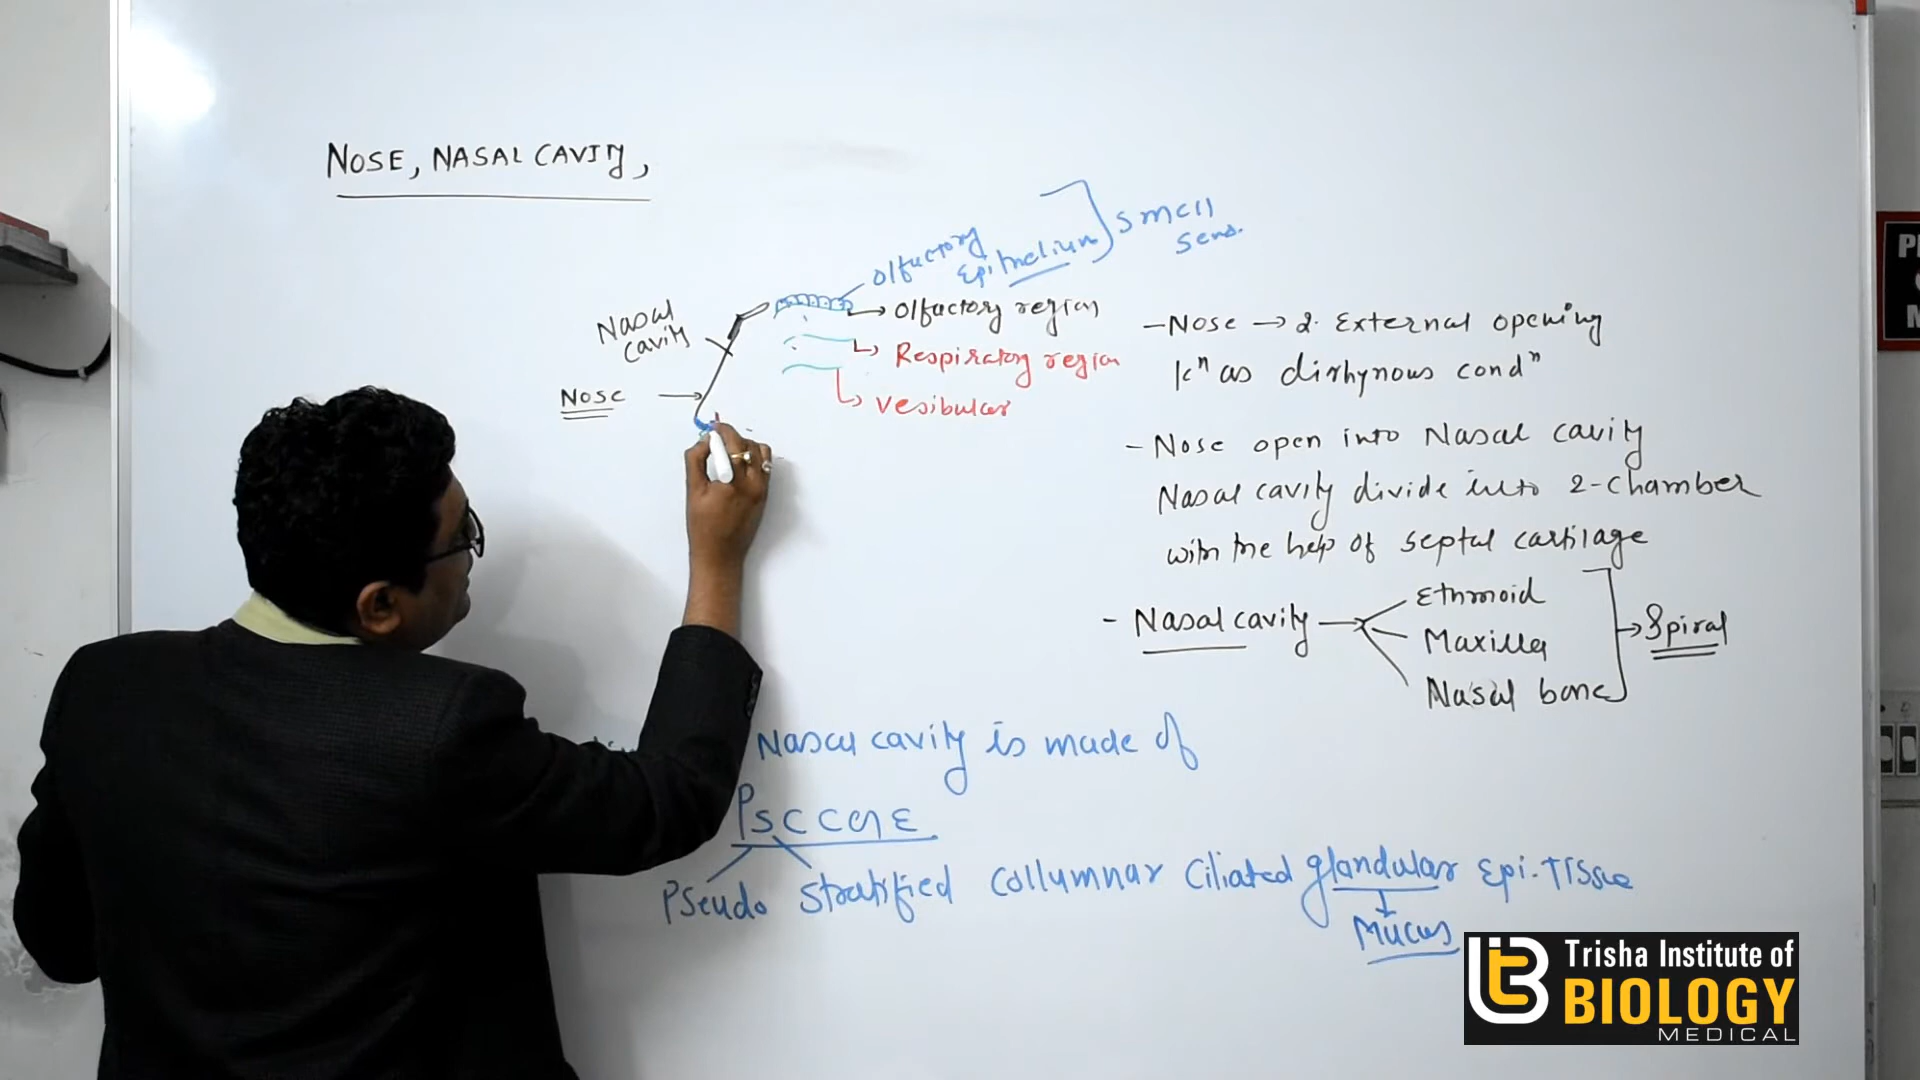 NOSE, NASAL CAVITY,
Olfactory
Epithelium
Smell
Sens.
Nasal
Cavity
Olfactory region
Respiratory region
Vesibular
Nose
- Nose → 2. External opening
kⁿ as dirhynous condⁿ
- Nose open into Nasal cavity
Nasal cavity divide into 2-chamber
with the help of septal cartilage
- Nasal cavity →
Ethmoid
Maxilla
Nasal bone
→ Spiral
Nasal cavity is made of
PSCCGE
Pseudo stratified collumnar ciliated glandular Epi-Tissue
Mucus
Trisha Institute of
BIOLOGY
MEDICAL